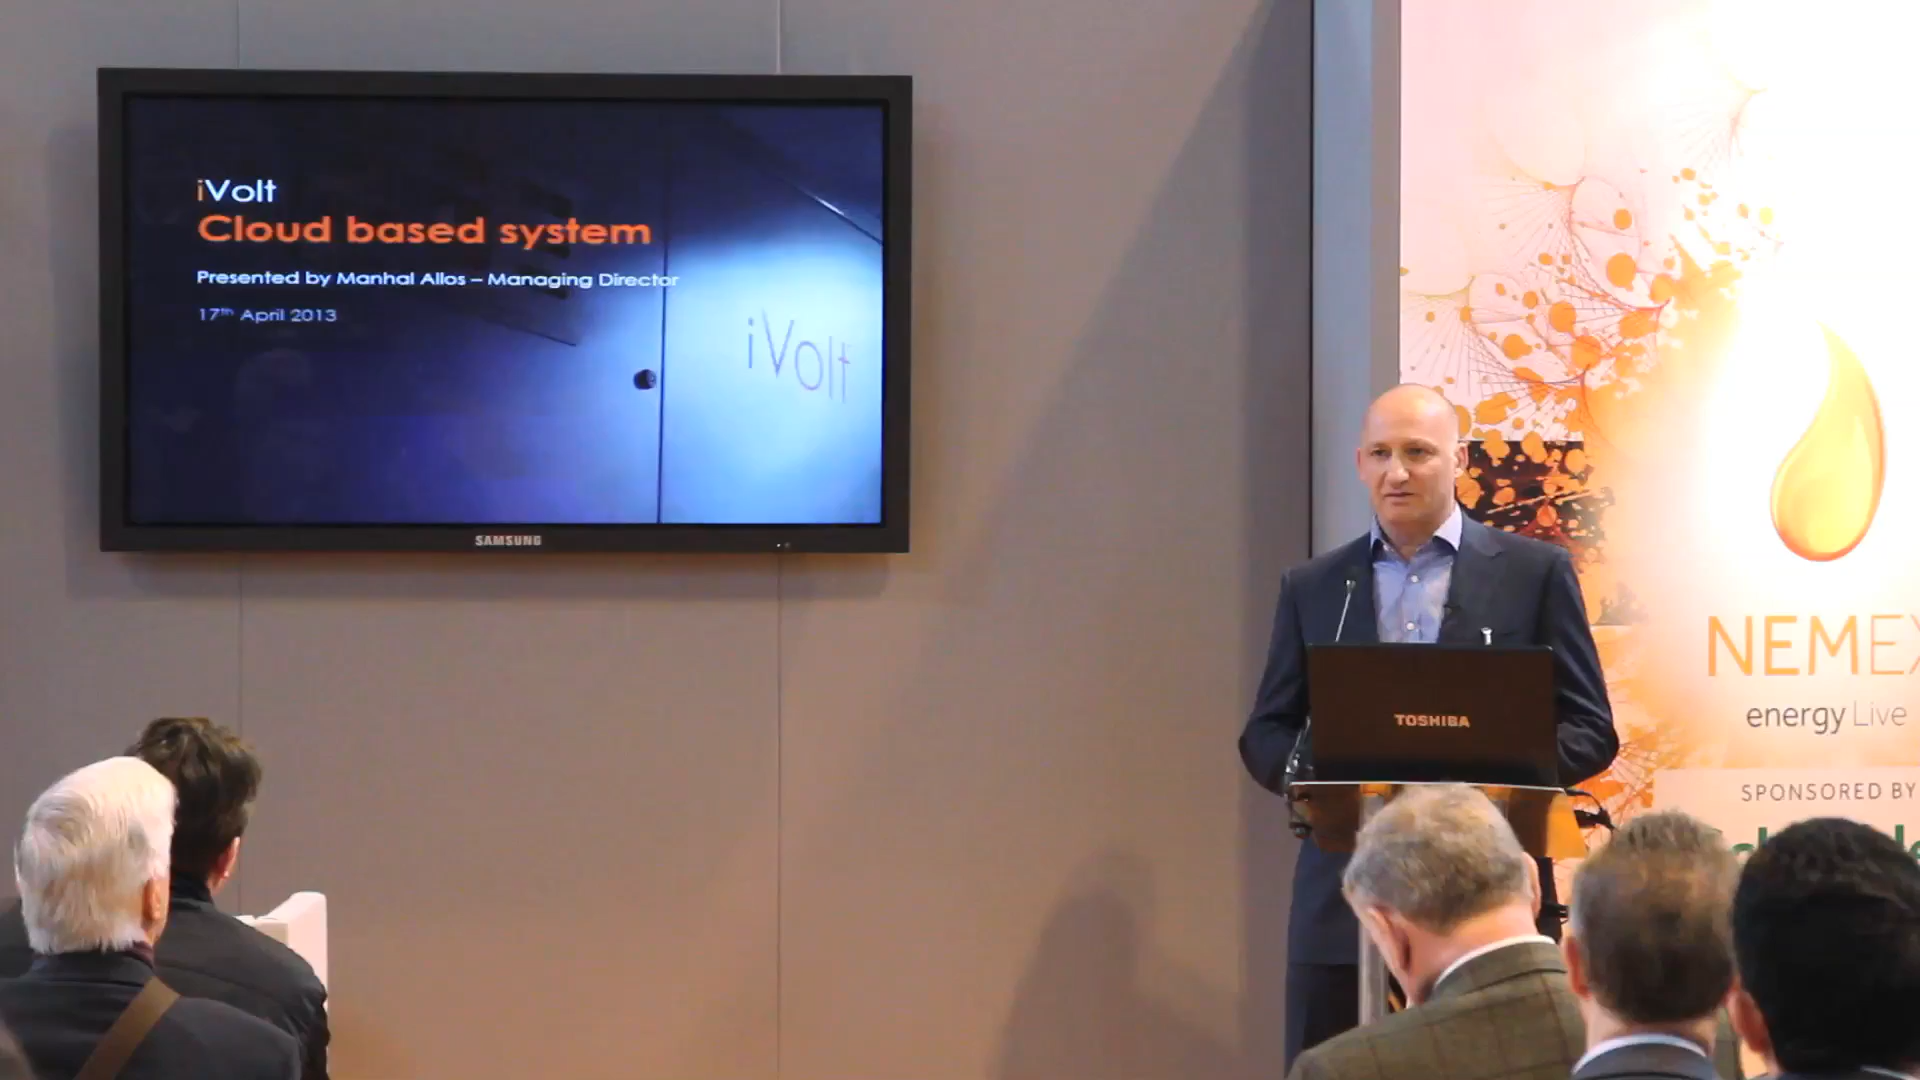 iVolt
Cloud based system
Presented by Manhal Allos – Managing Director
17th April 2013
iVolt
SAMSUNG
TOSHIBA
NEMEX
energy Live
SPONSORED BY